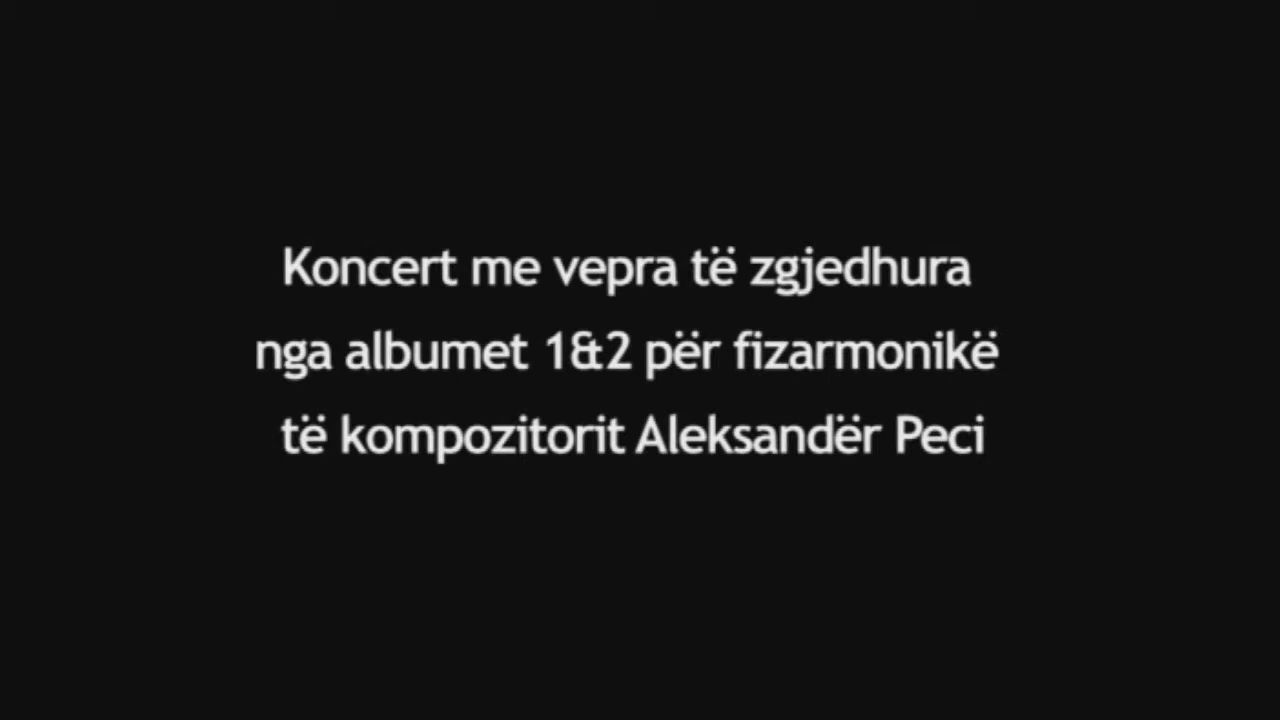 Koncert me vepra të zgjedhura
nga albumet 1&2 për fizarmonikë
të kompozitorit Aleksandër Peci